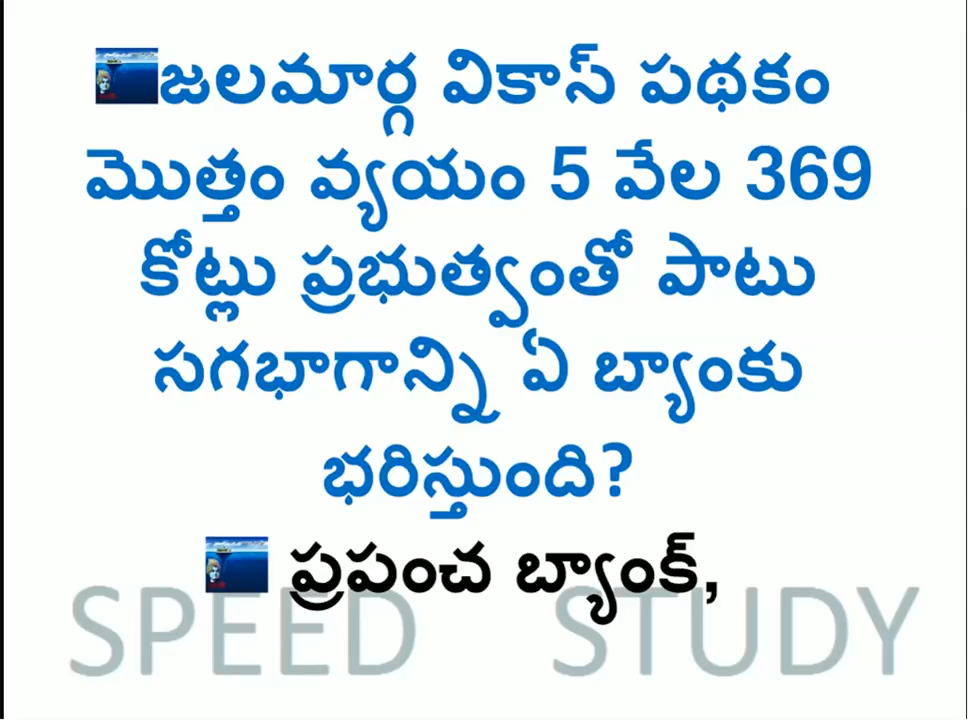 జలమార్గ వికాస్ పథకం
మొత్తం వ్యయం 5 వేల 369
కోట్లు ప్రభుత్వంతో పాటు
సగభాగాన్ని ఏ బ్యాంకు
భరిస్తుంది?
ప్రపంచ బ్యాంక్,
SPEED STUDY